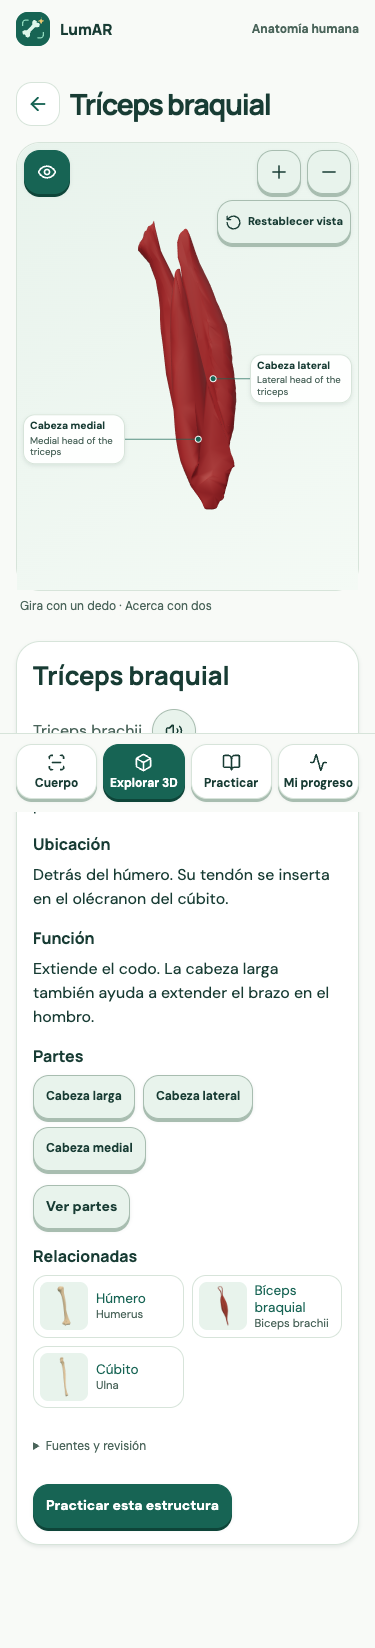 LumAR
Anatomía humana
Tríceps braquial
Restablecer vista
Cabeza lateral
Lateral head of the
triceps
Cabeza medial
Medial head of the
triceps
Gira con un dedo · Acerca con dos
Tríceps braquial
Triceps brachii
Cuerpo
Explorar 3D
Practicar
Mi progreso
Ubicación
Detrás del húmero. Su tendón se inserta
en el olécranon del cúbito.
Función
Extiende el codo. La cabeza larga
también ayuda a extender el brazo en el
hombro.
Partes
Cabeza larga
Cabeza lateral
Cabeza medial
Ver partes
Relacionadas
Húmero
Humerus
Bíceps
braquial
Biceps brachii
Cúbito
Ulna
Fuentes y revisión
Practicar esta estructura